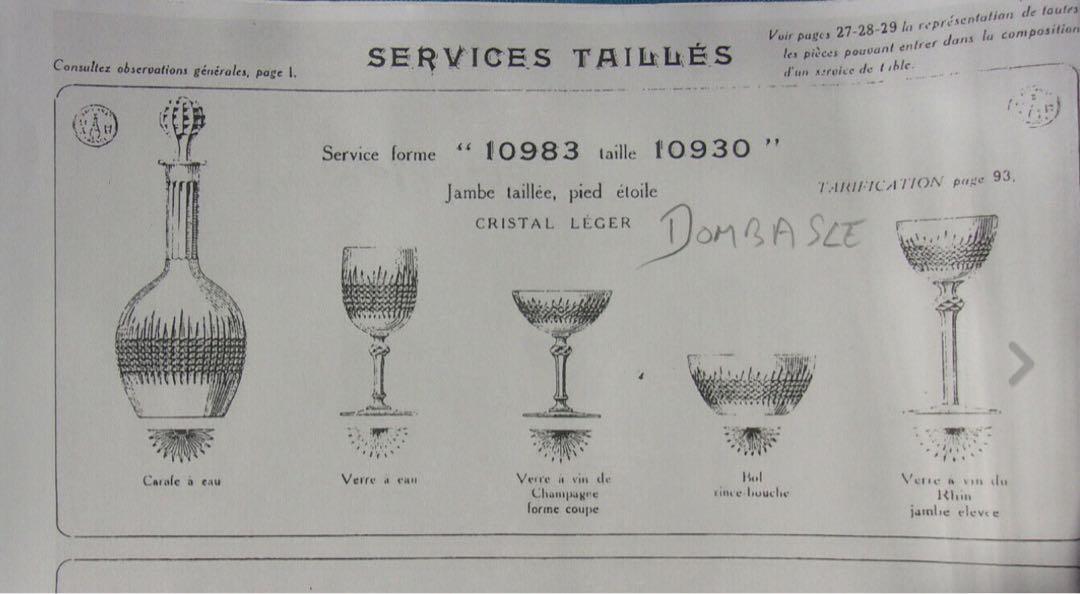 Consultez observations générales, page 1.
SERVICES TAILLÉS
Voir pages 27-28-29 la représentation de toutes
les pièces pouvant entrer dans la composition
d'un service de table.
Service forme “ 10983 taille 10930 ”
Jambe taillée, pied étoile
CRISTAL LÉGER
DOMBASLE
TARIFICATION page 93.
Carafe à eau
Verre à eau
Verre à vin de
Champagne
forme coupe
Bol
rince-bouche
Verre à vin du
Rhin
jambe elevee